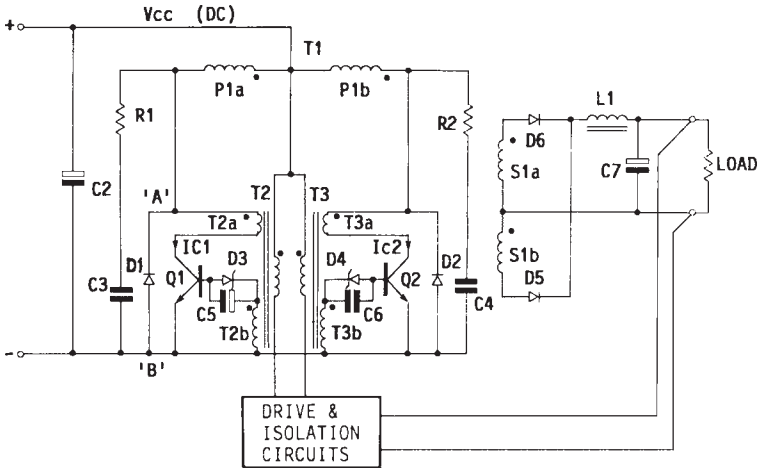 +
Vcc (DC)
T1
P1a
P1b
L1
R1
R2
D6
S1a
C7
LOAD
C2
'A'
T2
T3
T2a
T3a
S1b
D1
IC1
D3
D4
Ic2
D2
D5
Q1
Q2
C3
C5
C6
C4
T2b
T3b
-
'B'
DRIVE &
ISOLATION
CIRCUITS